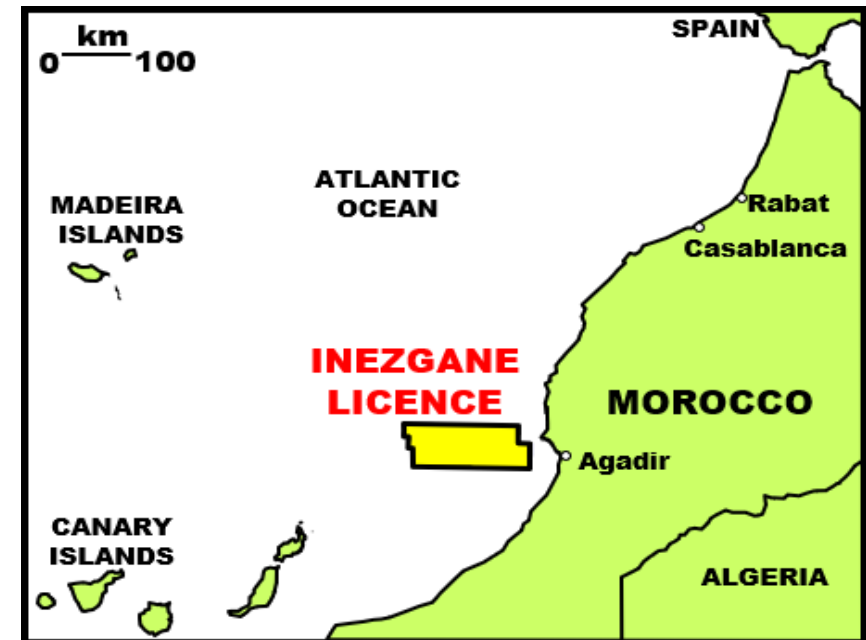 SPAIN
km
0 100
ATLANTIC
OCEAN
MADEIRA
ISLANDS
Rabat
Casablanca
INEZGANE
LICENCE
MOROCCO
Agadir
CANARY
ISLANDS
ALGERIA